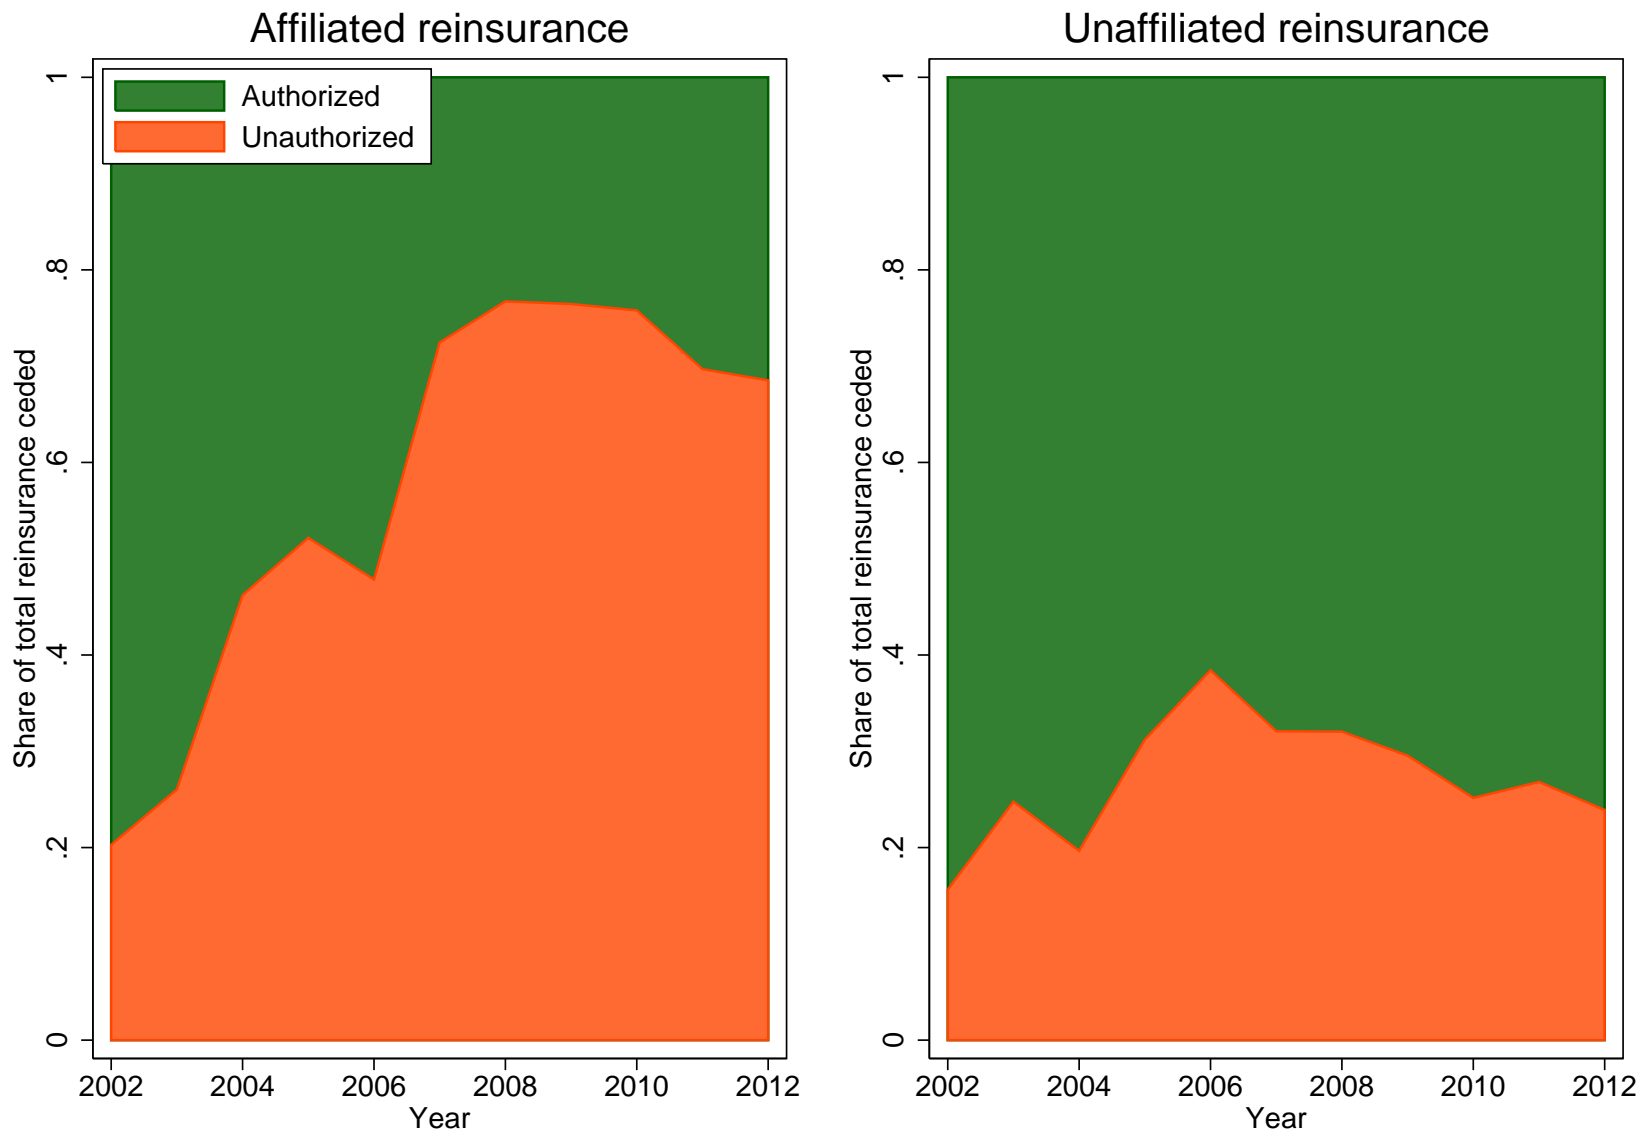 Affiliated reinsurance
Authorized
Unauthorized
Share of total reinsurance ceded
1
.8
.6
.4
.2
0
2002 2004 2006 2008 2010 2012
Year
Unaffiliated reinsurance
Share of total reinsurance ceded
1
.8
.6
.4
.2
0
2002 2004 2006 2008 2010 2012
Year